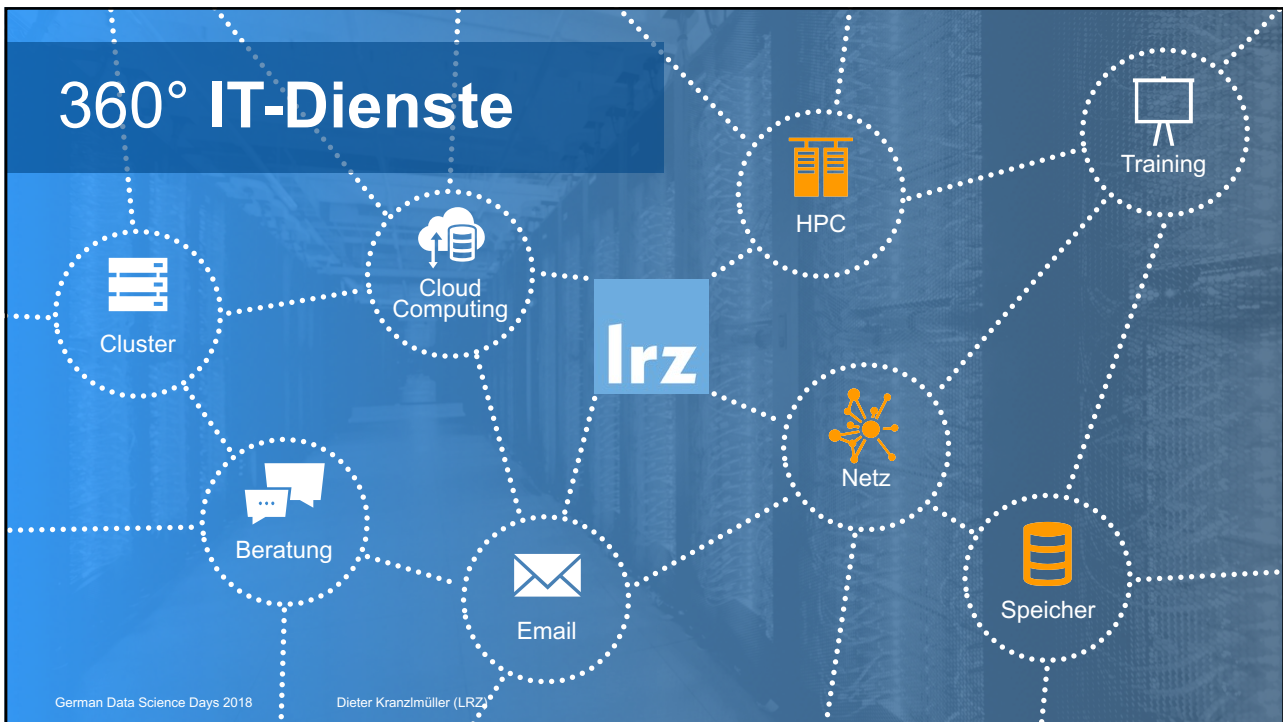 360° IT-Dienste
Training
HPC
Cloud
Computing
Cluster
lrz
Netz
Beratung
Speicher
Email
German Data Science Days 2018
Dieter Kranzlmüller (LRZ)